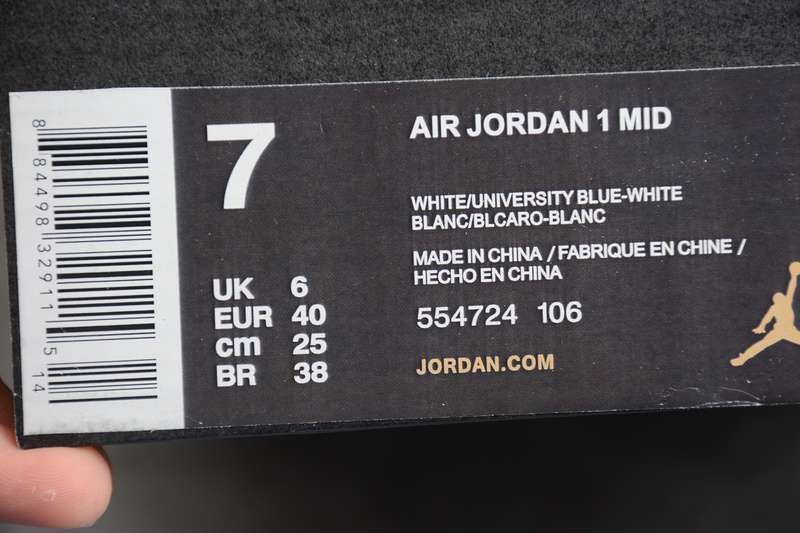 8 84498 32911 5 14
7
UK 6
EUR 40
cm 25
BR 38
AIR JORDAN 1 MID
WHITE/UNIVERSITY BLUE-WHITE
BLANC/BLCARO-BLANC
MADE IN CHINA / FABRIQUE EN CHINE /
HECHO EN CHINA
554724 106
JORDAN.COM